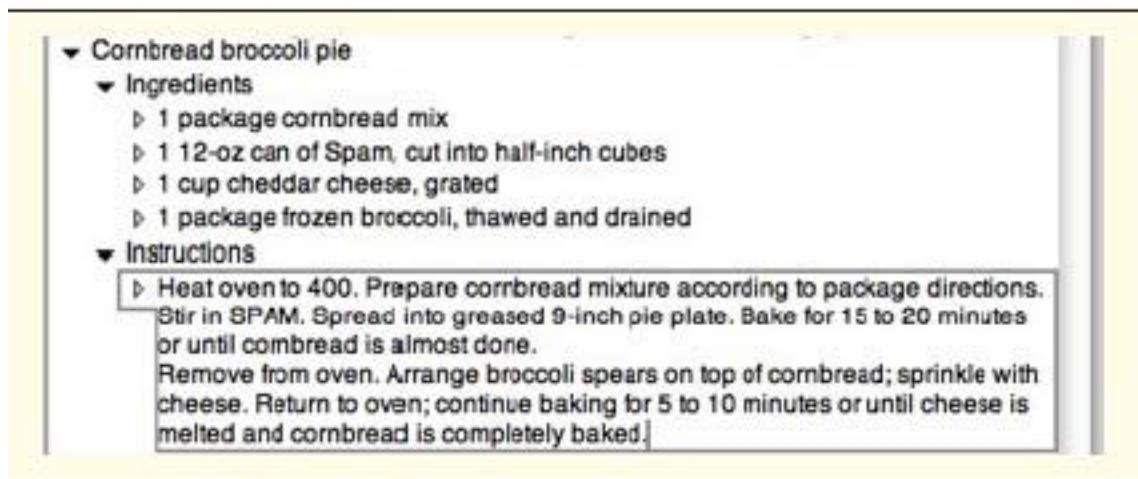 Cornbread broccoli pie
Ingredients
1 package cornbread mix
1 12-oz can of Spam, cut into half-inch cubes
1 cup cheddar cheese, grated
1 package frozen broccoli, thawed and drained
Instructions
Heat oven to 400. Prepare cornbread mixture according to package directions.
Stir in SPAM. Spread into greased 9-inch pie plate. Bake for 15 to 20 minutes
or until cornbread is almost done.
Remove from oven. Arrange broccoli spears on top of cornbread; sprinkle with
cheese. Return to oven; continue baking for 5 to 10 minutes or until cheese is
melted and cornbread is completely baked.